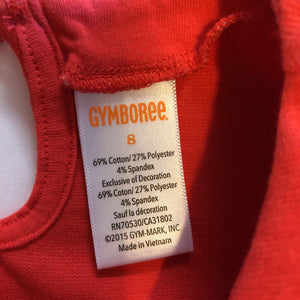 GYMBOREE.
8
69% Cotton/ 27% Polyester
4% Spandex
Exclusive of Decoration
69% Cotton/ 27% Polyester
4% Spandex
Sauf la décoration
RN70530/CA31802
©2015 GYM-MARK, INC.
Made in Vietnam